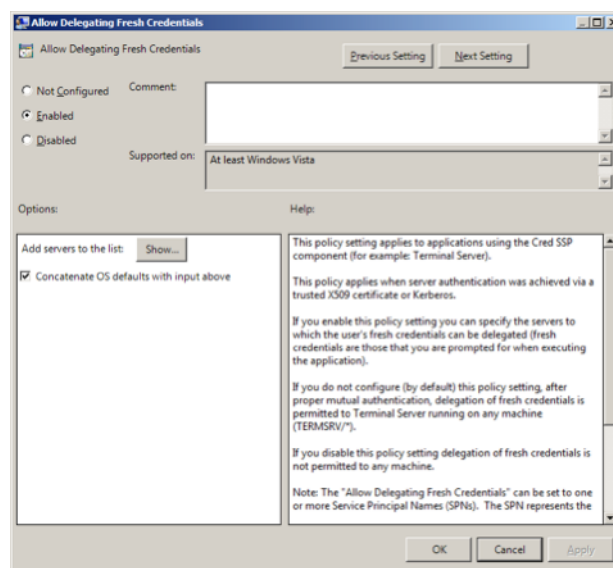 Allow Delegating Fresh Credentials
Allow Delegating Fresh Credentials
Previous Setting
Next Setting
Not Configured
Comment:
Enabled
Disabled
Supported on:
At least Windows Vista
Options:
Help:
Add servers to the list:
Show...
Concatenate OS defaults with input above
This policy setting applies to applications using the Cred SSP
component (for example: Terminal Server).
This policy applies when server authentication was achieved via a
trusted X509 certificate or Kerberos.
If you enable this policy setting you can specify the servers to
which the user's fresh credentials can be delegated (fresh
credentials are those that you are prompted for when executing
the application).
If you do not configure (by default) this policy setting, after
proper mutual authentication, delegation of fresh credentials is
permitted to Terminal Server running on any machine
(TERMSRV/*).
If you disable this policy setting delegation of fresh credentials is
not permitted to any machine.
Note: The "Allow Delegating Fresh Credentials" can be set to one
or more Service Principal Names (SPNs). The SPN represents the
OK
Cancel
Apply